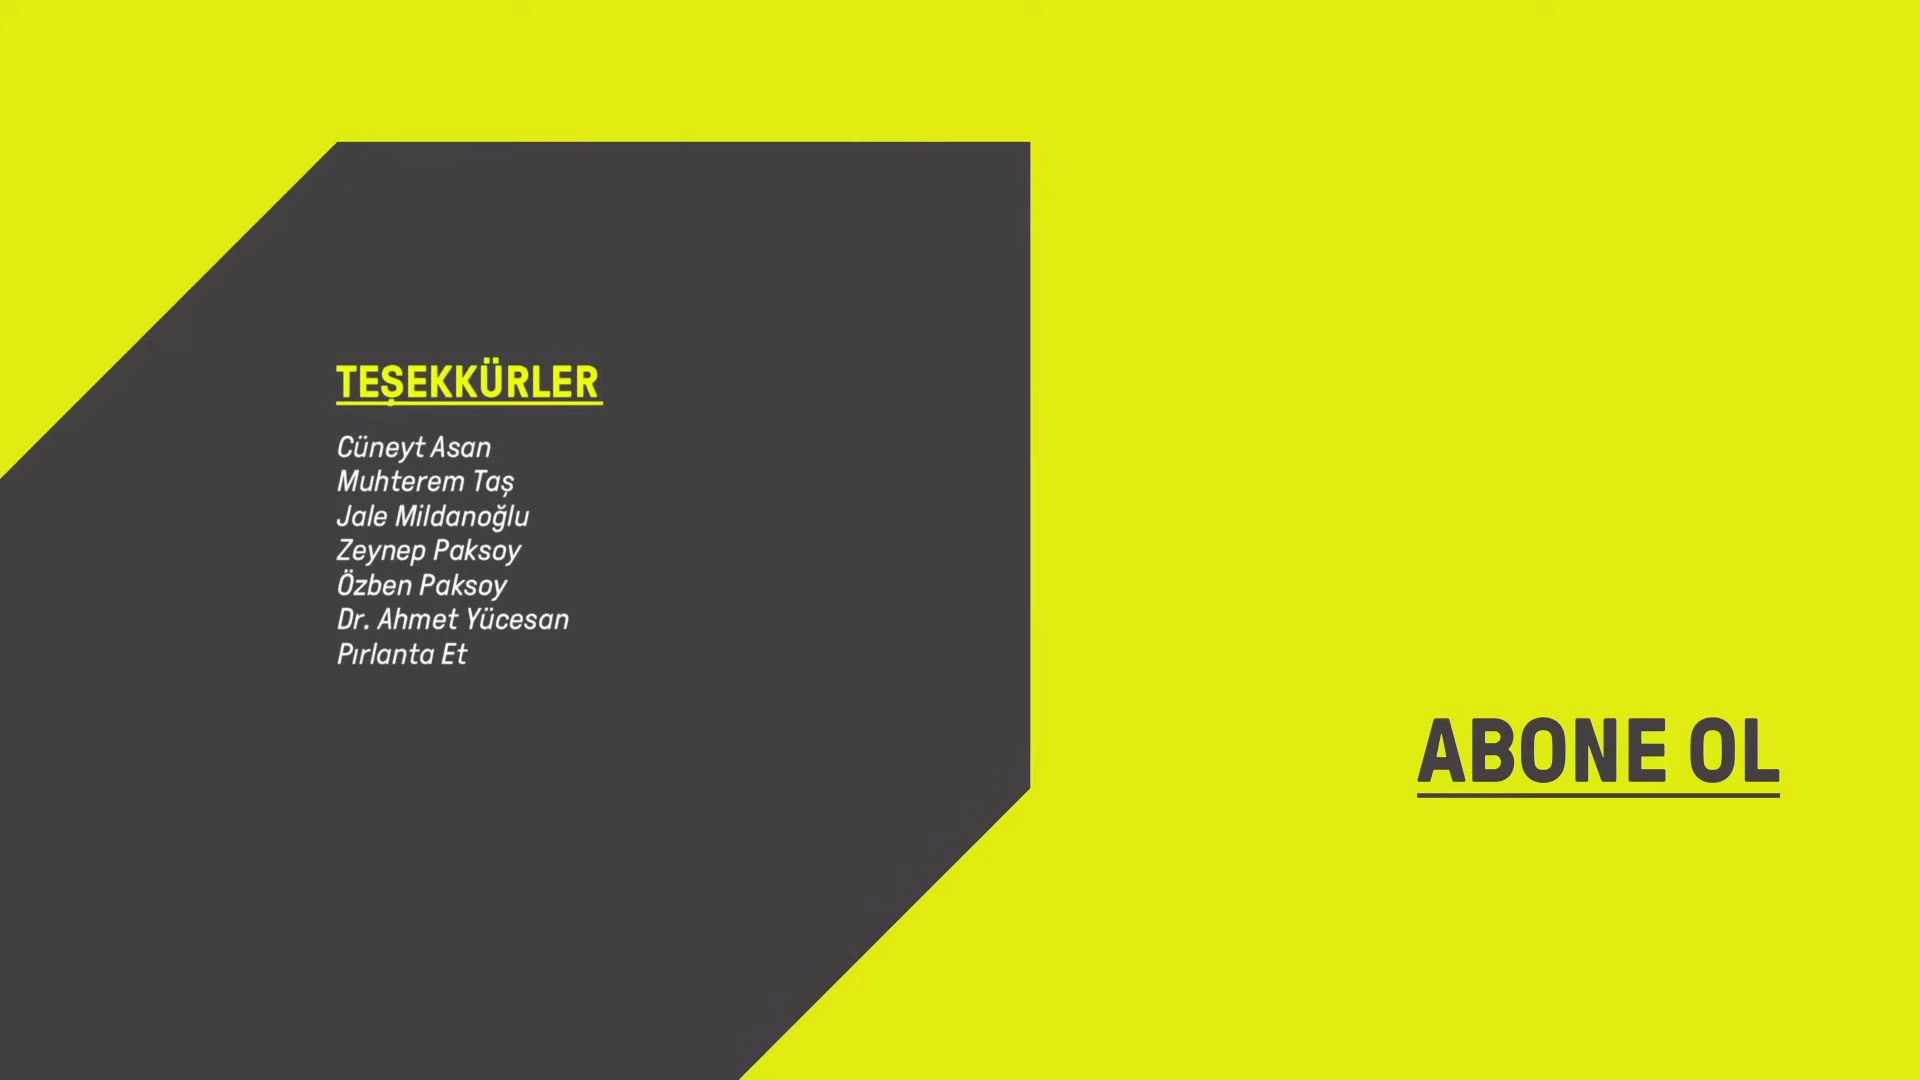 TEŞEKKÜRLER
Cüneyt Asan
Muhterem Taş
Jale Mildanoğlu
Zeynep Paksoy
Özben Paksoy
Dr. Ahmet Yücesan
Pırlanta Et
ABONE OL